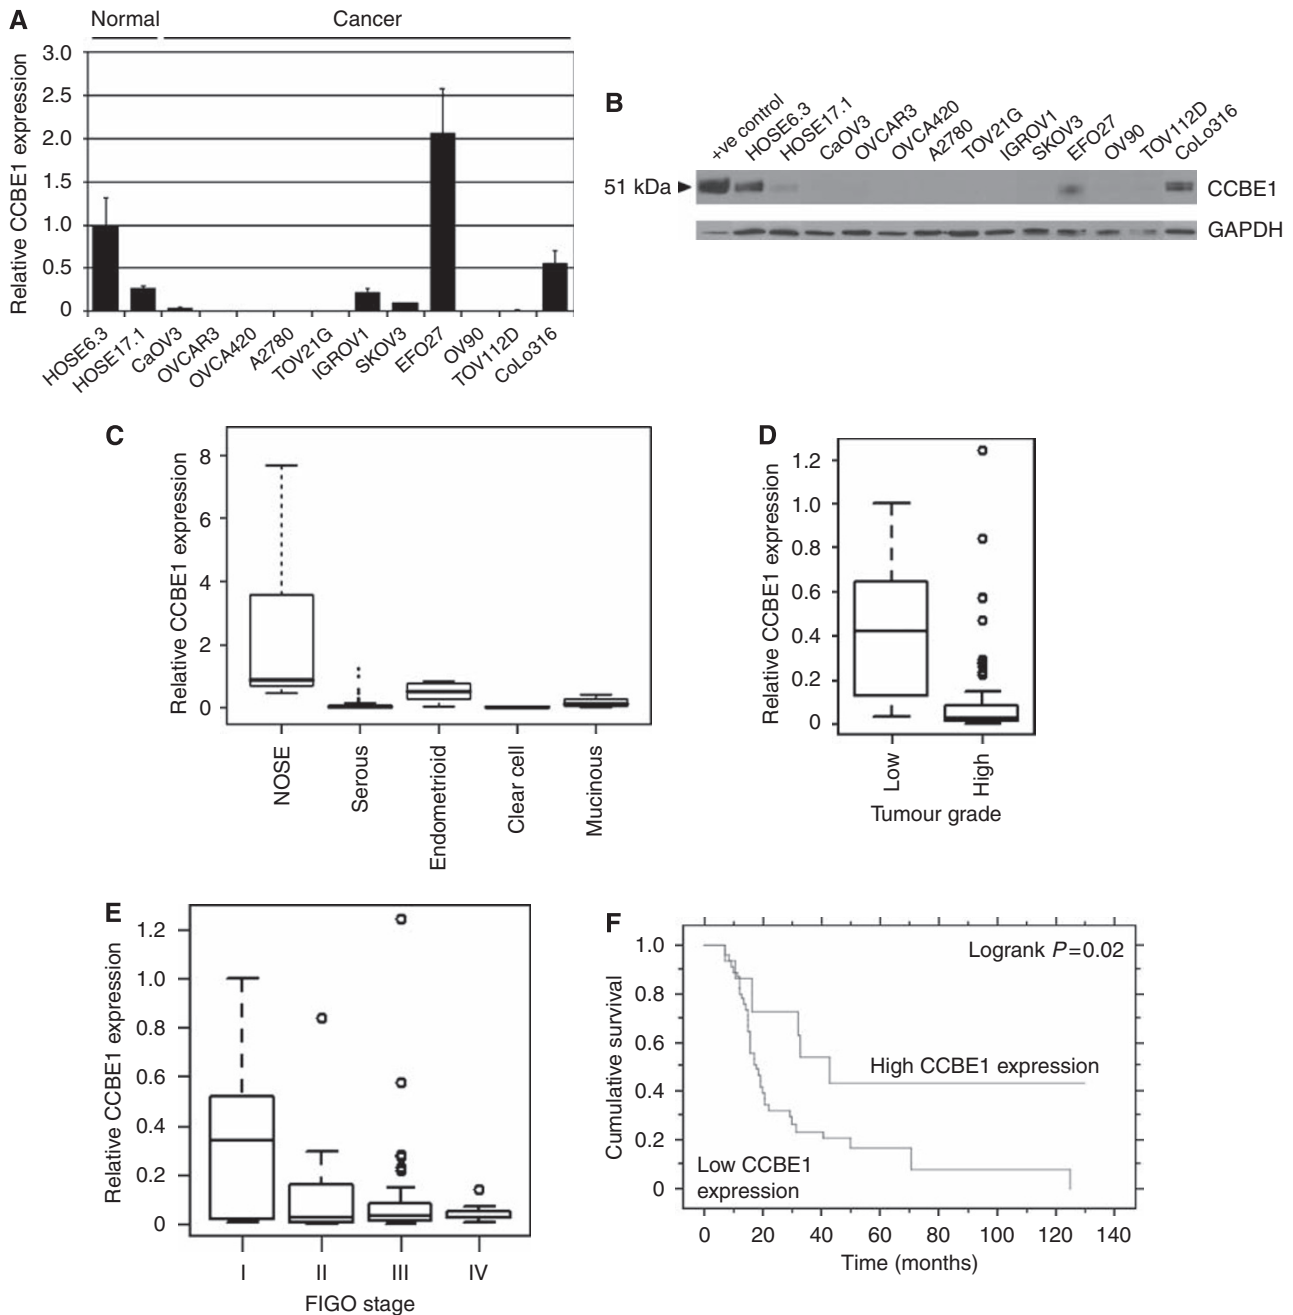 A
Normal Cancer
Relative CCBE1 expression
3.0
2.5
2.0
1.5
1.0
0.5
0
HOSE6.3 HOSE17.1 CaOV3 OVCAR3 OVCA420 A2780 TOV21G IGROV1 SKOV3 EFO27 OV90 TOV112D CoLo316
B
+ve control HOSE6.3 HOSE17.1 CaOV3 OVCAR3 OVCA420 A2780 TOV21G IGROV1 SKOV3 EFO27 OV90 TOV112D CoLo316
51 kDa CCBE1
GAPDH
C
Relative CCBE1 expression
8
6
4
2
0
NOSE Serous Endometrioid Clear cell Mucinous
D
Relative CCBE1 expression
1.2
1.0
0.8
0.6
0.4
0.2
0
Low High
Tumour grade
E
Relative CCBE1 expression
1.2
1.0
0.8
0.6
0.4
0.2
0
I II III IV
FIGO stage
F
Cumulative survival
1.0
0.8
0.6
0.4
0.2
0
Logrank P=0.02
High CCBE1 expression
Low CCBE1
expression
0 20 40 60 80 100 120 140
Time (months)